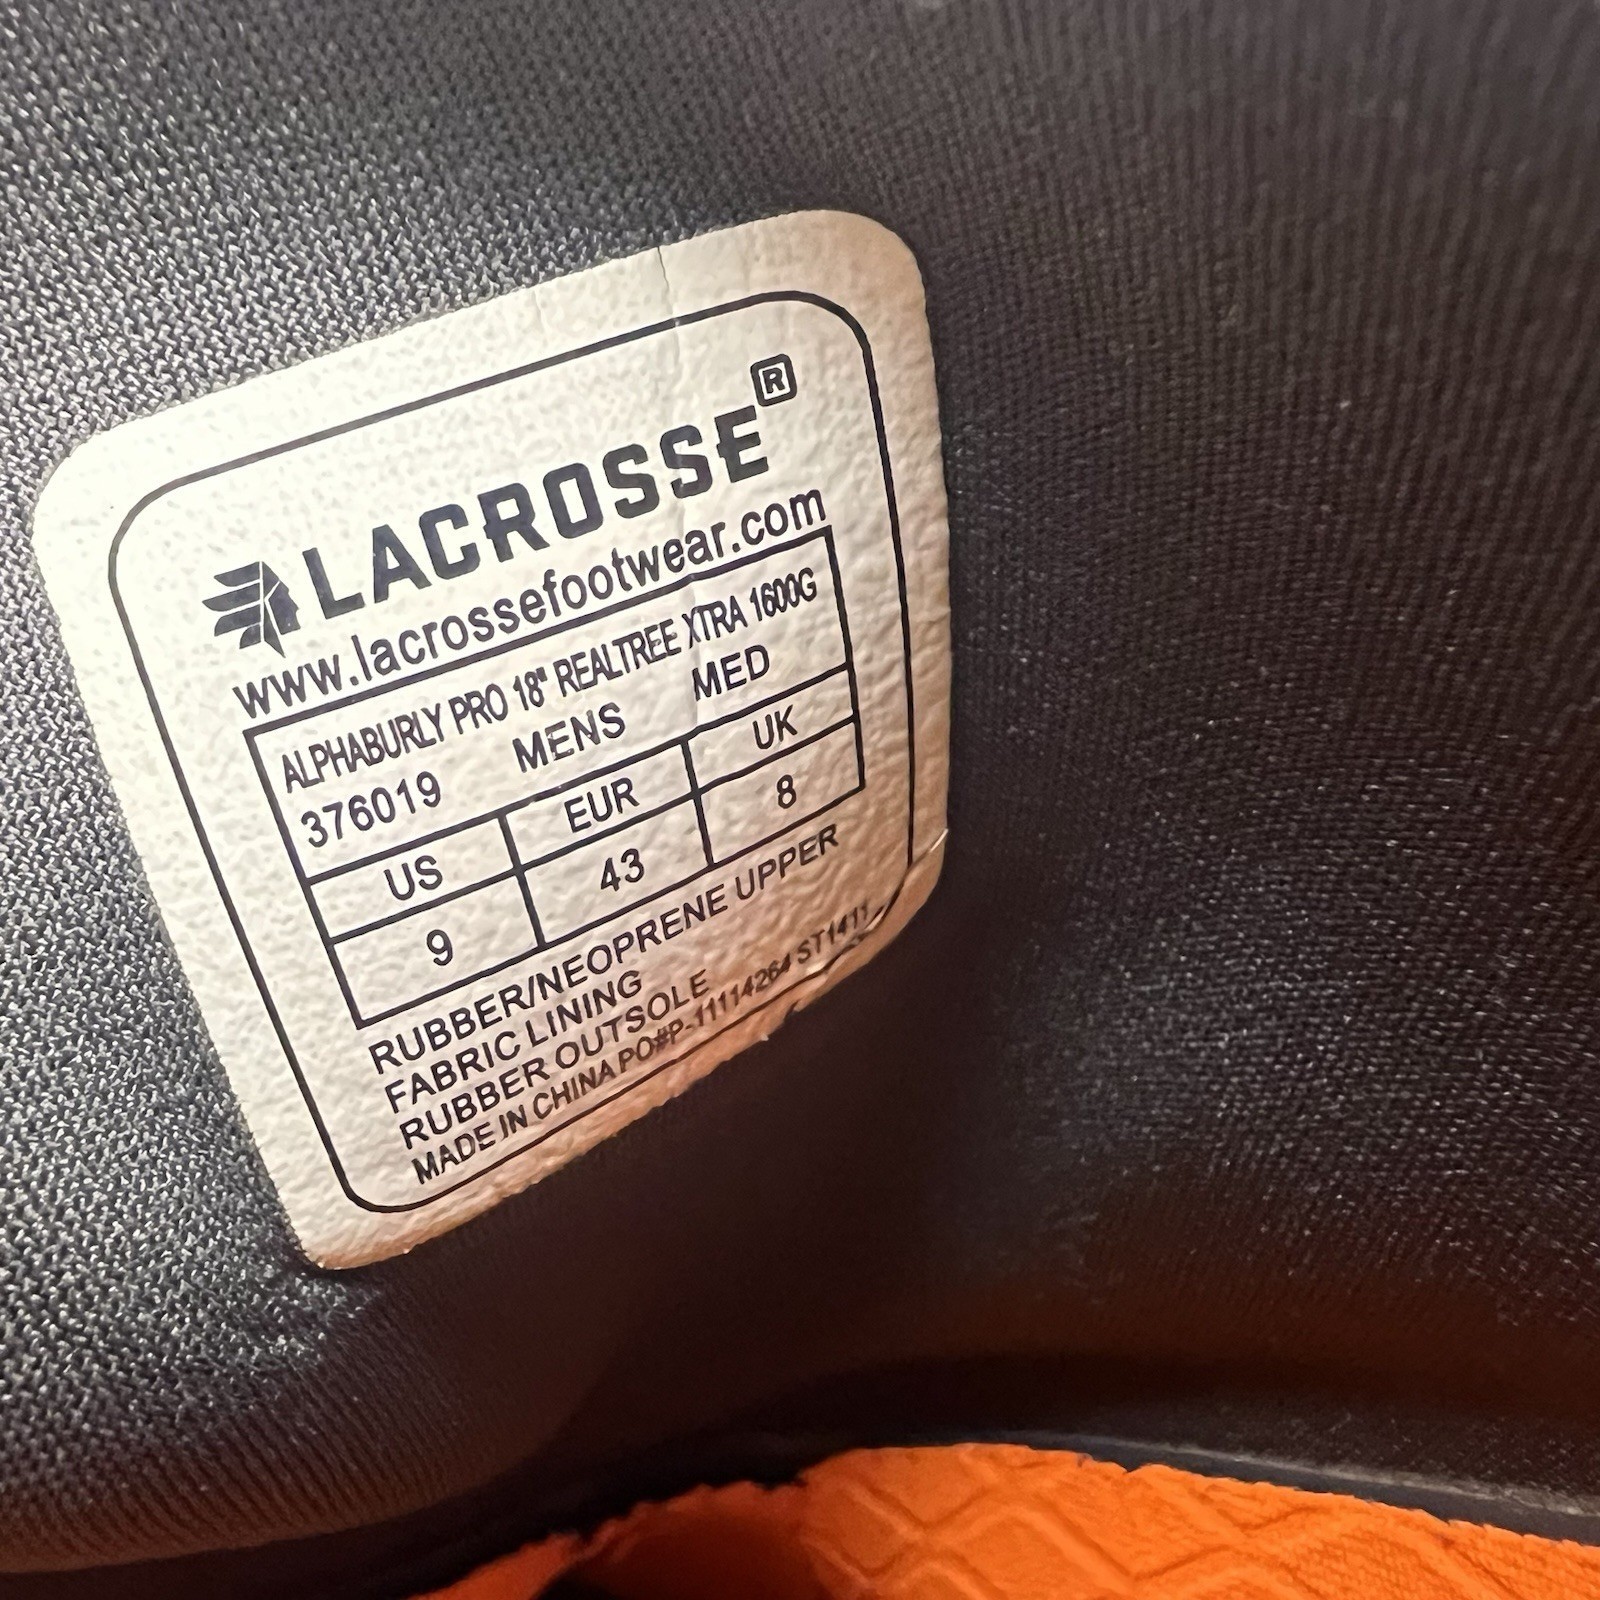 LACROSSE®
www.lacrossefootwear.com
ALPHABURLY PRO 18" REALTREE XTRA 1600G
376019 MENS MED
US EUR UK
9 43 8
RUBBER/NEOPRENE UPPER
FABRIC LINING
RUBBER OUTSOLE
MADE IN CHINA PO#P-11114264 ST1411